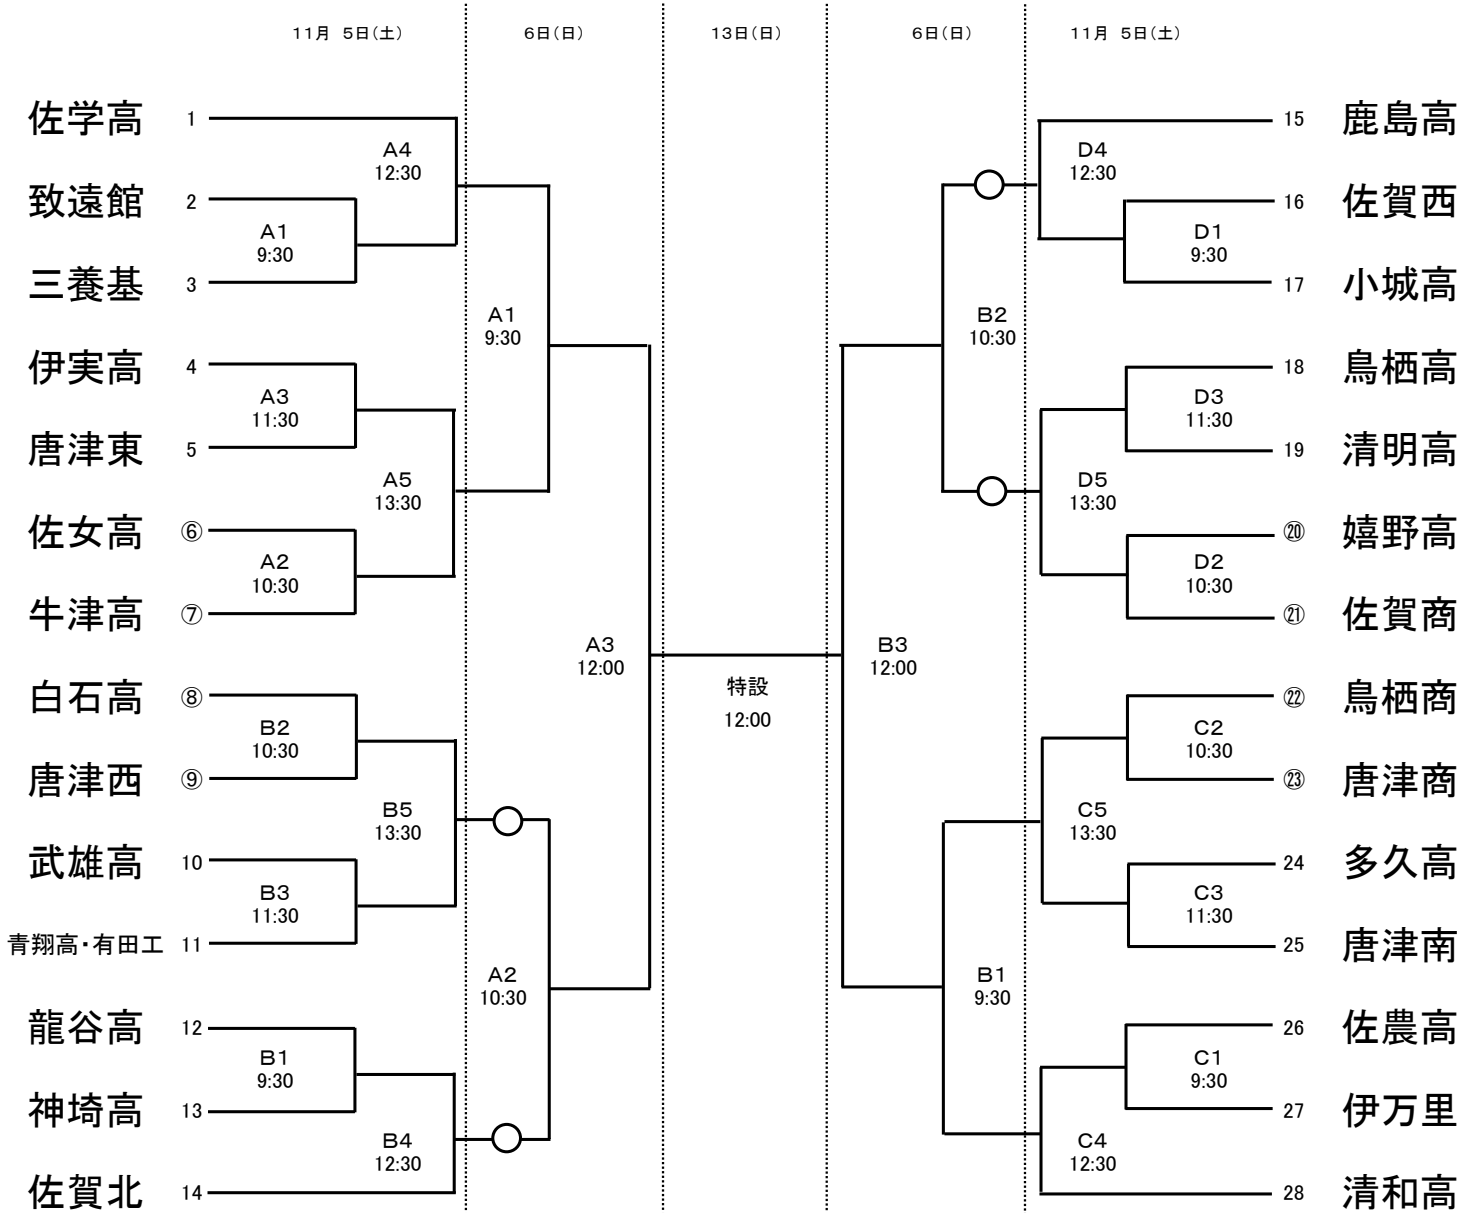 11月 5日(土) 6日(日) 13日(日) 6日(日) 11月 5日(土)
佐学高 1
A4
12:30
致遠館 2
A1
9:30
三養基 3
A1
9:30
伊実高 4
A3
11:30
唐津東 5
A5
13:30
佐女高 ⑥
A2
10:30
牛津高 ⑦
A3
12:00
白石高 ⑧
B2
10:30
唐津西 ⑨
B5
13:30
武雄高 10
B3
11:30
青翔高・有田工 11
A2
10:30
龍谷高 12
B1
9:30
神埼高 13
B4
12:30
佐賀北 14
特設
12:00
15 鹿島高
D4
12:30
16 佐賀西
D1
9:30
17 小城高
B2
10:30
18 鳥栖高
D3
11:30
19 清明高
D5
13:30
⑳ 嬉野高
D2
10:30
㉑ 佐賀商
B3
12:00
㉒ 鳥栖商
C2
10:30
㉓ 唐津商
C5
13:30
24 多久高
C3
11:30
25 唐津南
B1
9:30
26 佐農高
C1
9:30
27 伊万里
C4
12:30
28 清和高